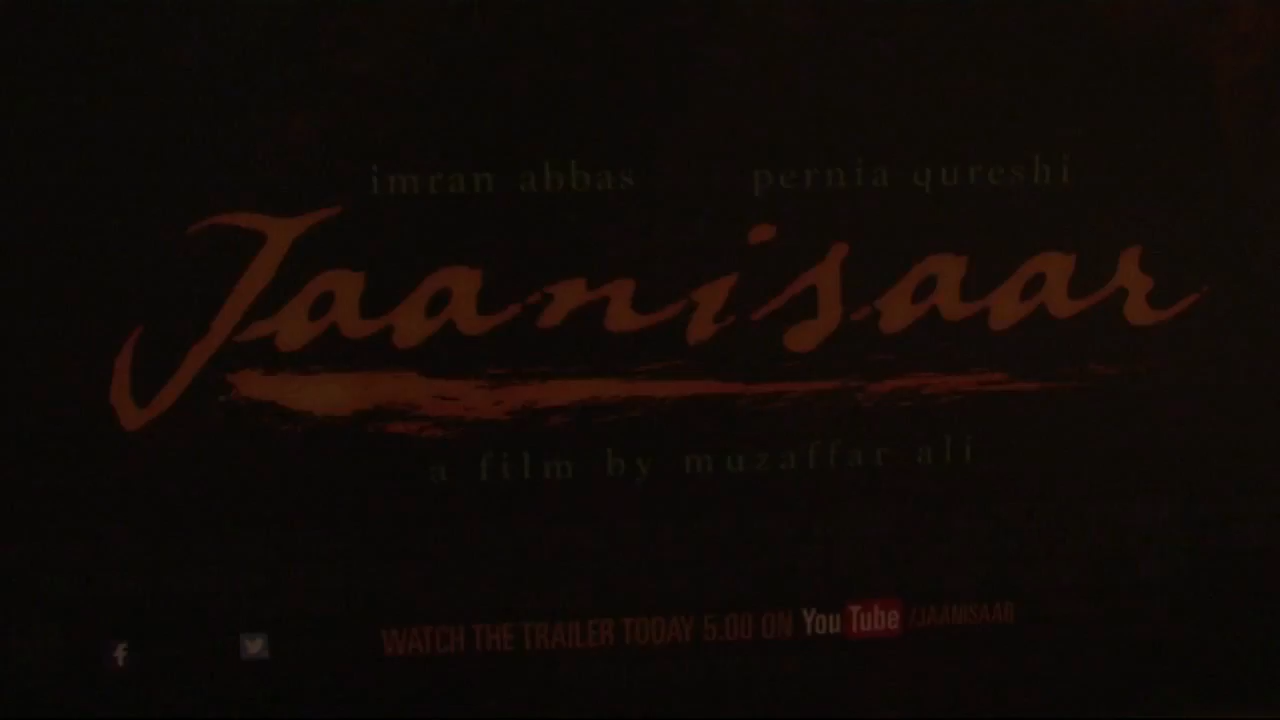 imran abbas pernia qureshi
Jaanisaar
a film by muzaffar ali
f WATCH THE TRAILER TODAY 5.00 ON YouTube /JAANISAAR